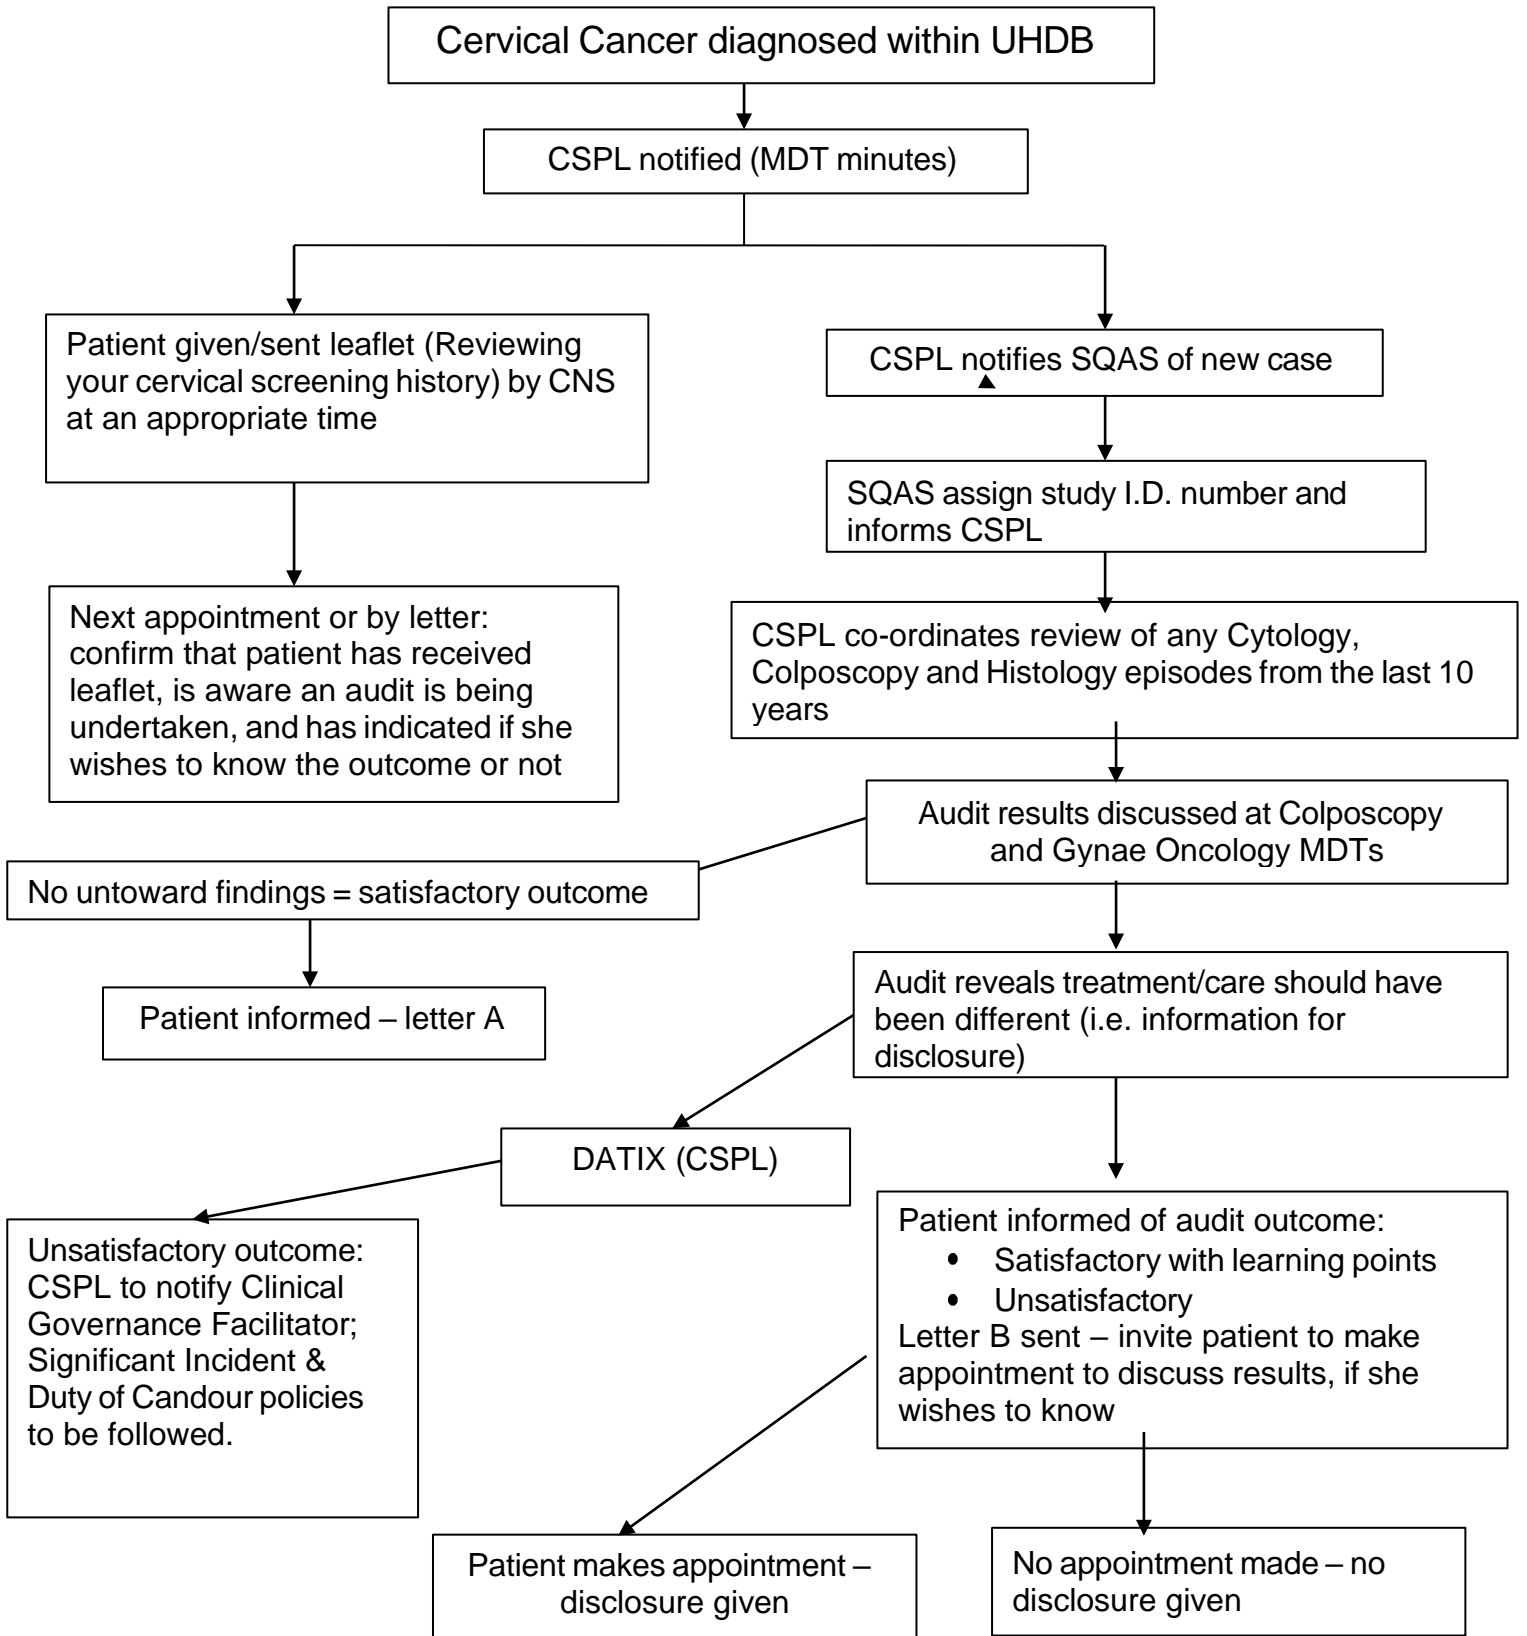 Cervical Cancer diagnosed within UHDB
CSPL notified (MDT minutes)
Patient given/sent leaflet (Reviewing
your cervical screening history) by CNS
at an appropriate time
CSPL notifies SQAS of new case
SQAS assign study I.D. number and
informs CSPL
Next appointment or by letter:
confirm that patient has received
leaflet, is aware an audit is being
undertaken, and has indicated if she
wishes to know the outcome or not
CSPL co-ordinates review of any Cytology,
Colposcopy and Histology episodes from the last 10
years
Audit results discussed at Colposcopy
and Gynae Oncology MDTs
No untoward findings = satisfactory outcome
Patient informed – letter A
Audit reveals treatment/care should have
been different (i.e. information for
disclosure)
DATIX (CSPL)
Unsatisfactory outcome:
CSPL to notify Clinical
Governance Facilitator;
Significant Incident &
Duty of Candour policies
to be followed.
Patient informed of audit outcome:
• Satisfactory with learning points
• Unsatisfactory
Letter B sent – invite patient to make
appointment to discuss results, if she
wishes to know
Patient makes appointment –
disclosure given
No appointment made – no
disclosure given